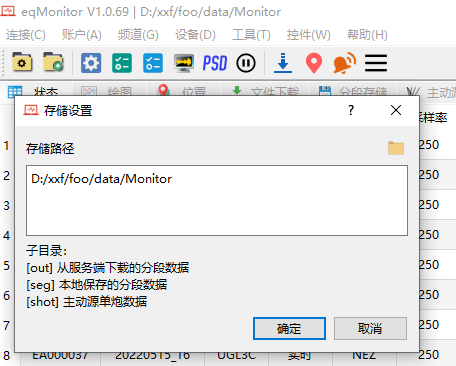 eqMonitor V1.0.69 | D:/xxf/foo/data/Monitor
连接(C) 账户(A) 频道(G) 设备(D) 工具(T) 控件(W) 帮助(H)
PSD
状态 绘图 位置 文件下载 分段存储 主动源
存储设置 ?
采样率
存储路径
1 250
D:/xxf/foo/data/Monitor
2 250
3 250
4 250
子目录：
5 250
[out] 从服务端下载的分段数据
[seg] 本地保存的分段数据
6 250
[shot] 主动源单炮数据
7 确定 取消 250
8 EA000037 20220515_16 UGL3C 实时 NEZ 250